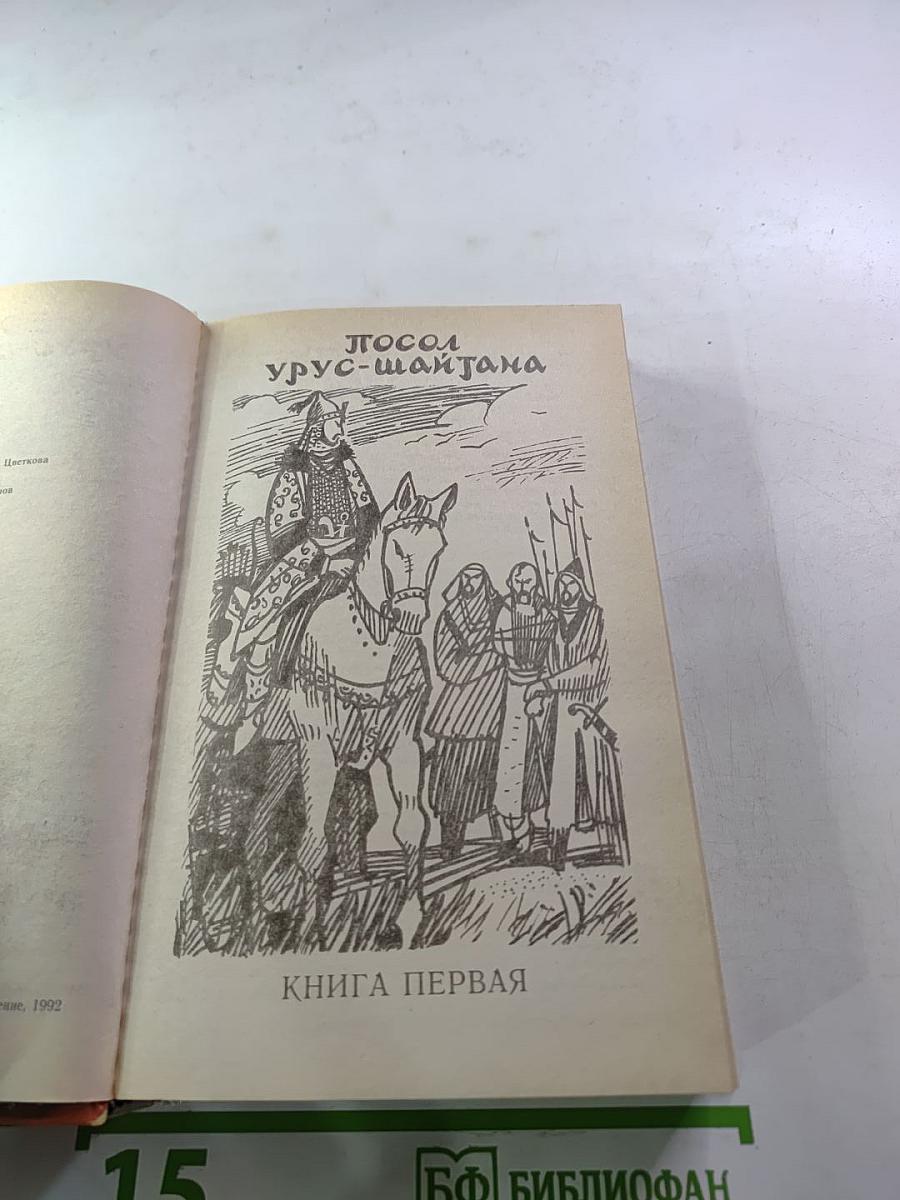 Цветкова
ов
ение, 1992
ПОСОЛ
УРУС-ШАЙТАНА
КНИГА ПЕРВАЯ
15
БФ БИБЛИОФАН